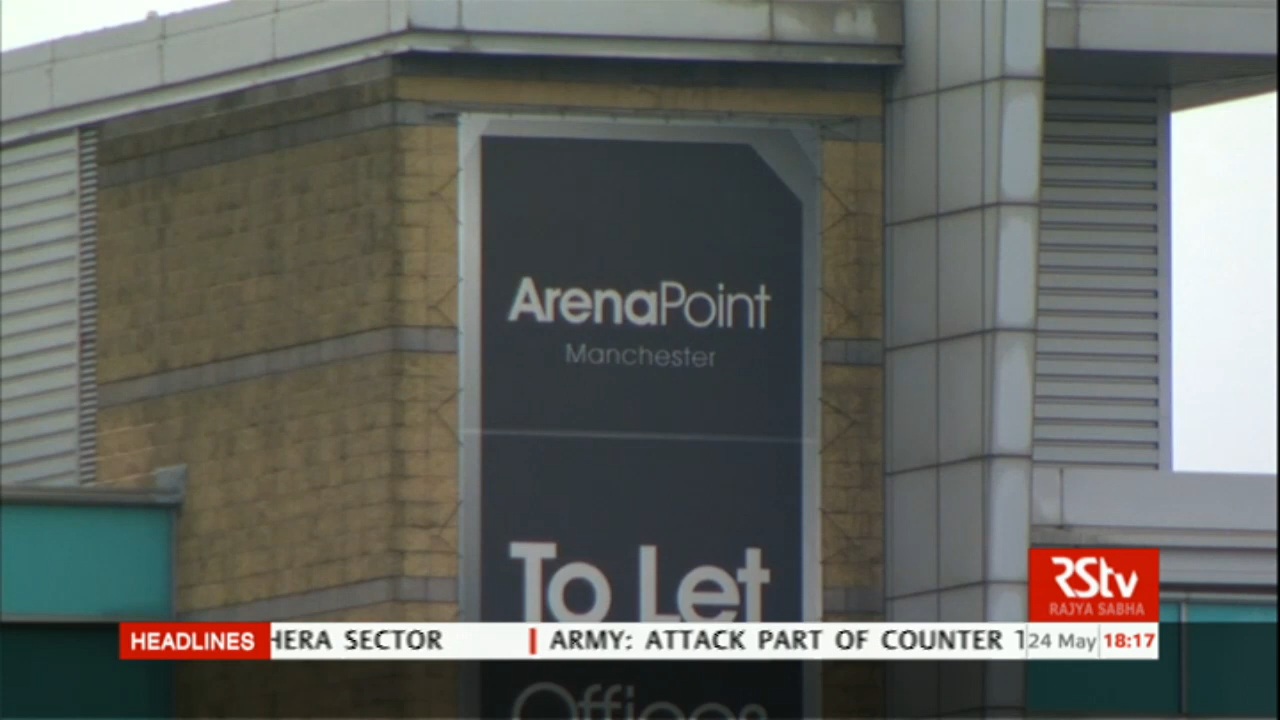 ArenaPoint
Manchester
To Let
Offices
RStv
RAJYA SABHA
HEADLINES HERA SECTOR | ARMY: ATTACK PART OF COUNTER 24 May 18:17